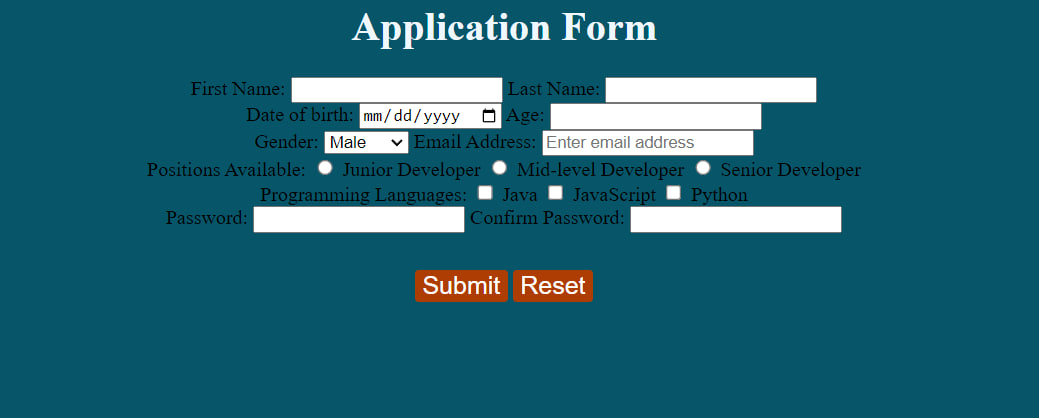 Application Form
First Name: Last Name:
Date of birth: mm/dd/yyyy Age:
Gender: Male Email Address: Enter email address
Positions Available: Junior Developer Mid-level Developer Senior Developer
Programming Languages: Java JavaScript Python
Password: Confirm Password:
Submit Reset